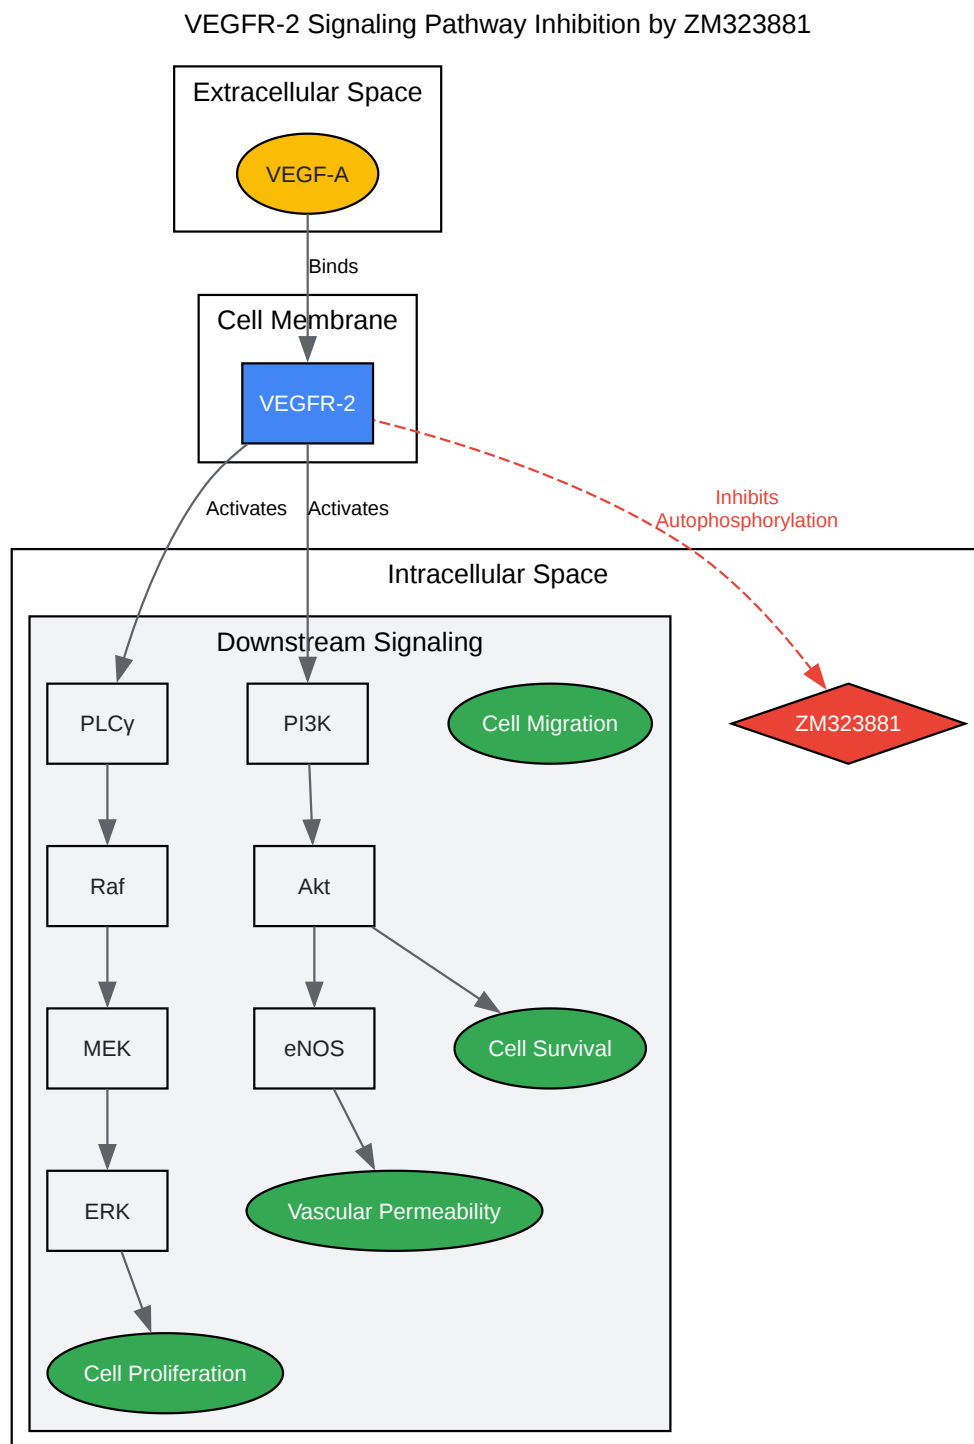 VEGFR-2 Signaling Pathway Inhibition by ZM323881
Extracellular Space
VEGF-A
Binds
Cell Membrane
VEGFR-2
Activates
Activates
Inhibits
Autophosphorylation
Intracellular Space
Downstream Signaling
PLCγ
PI3K
Cell Migration
ZM323881
Raf
Akt
MEK
eNOS
Cell Survival
ERK
Vascular Permeability
Cell Proliferation